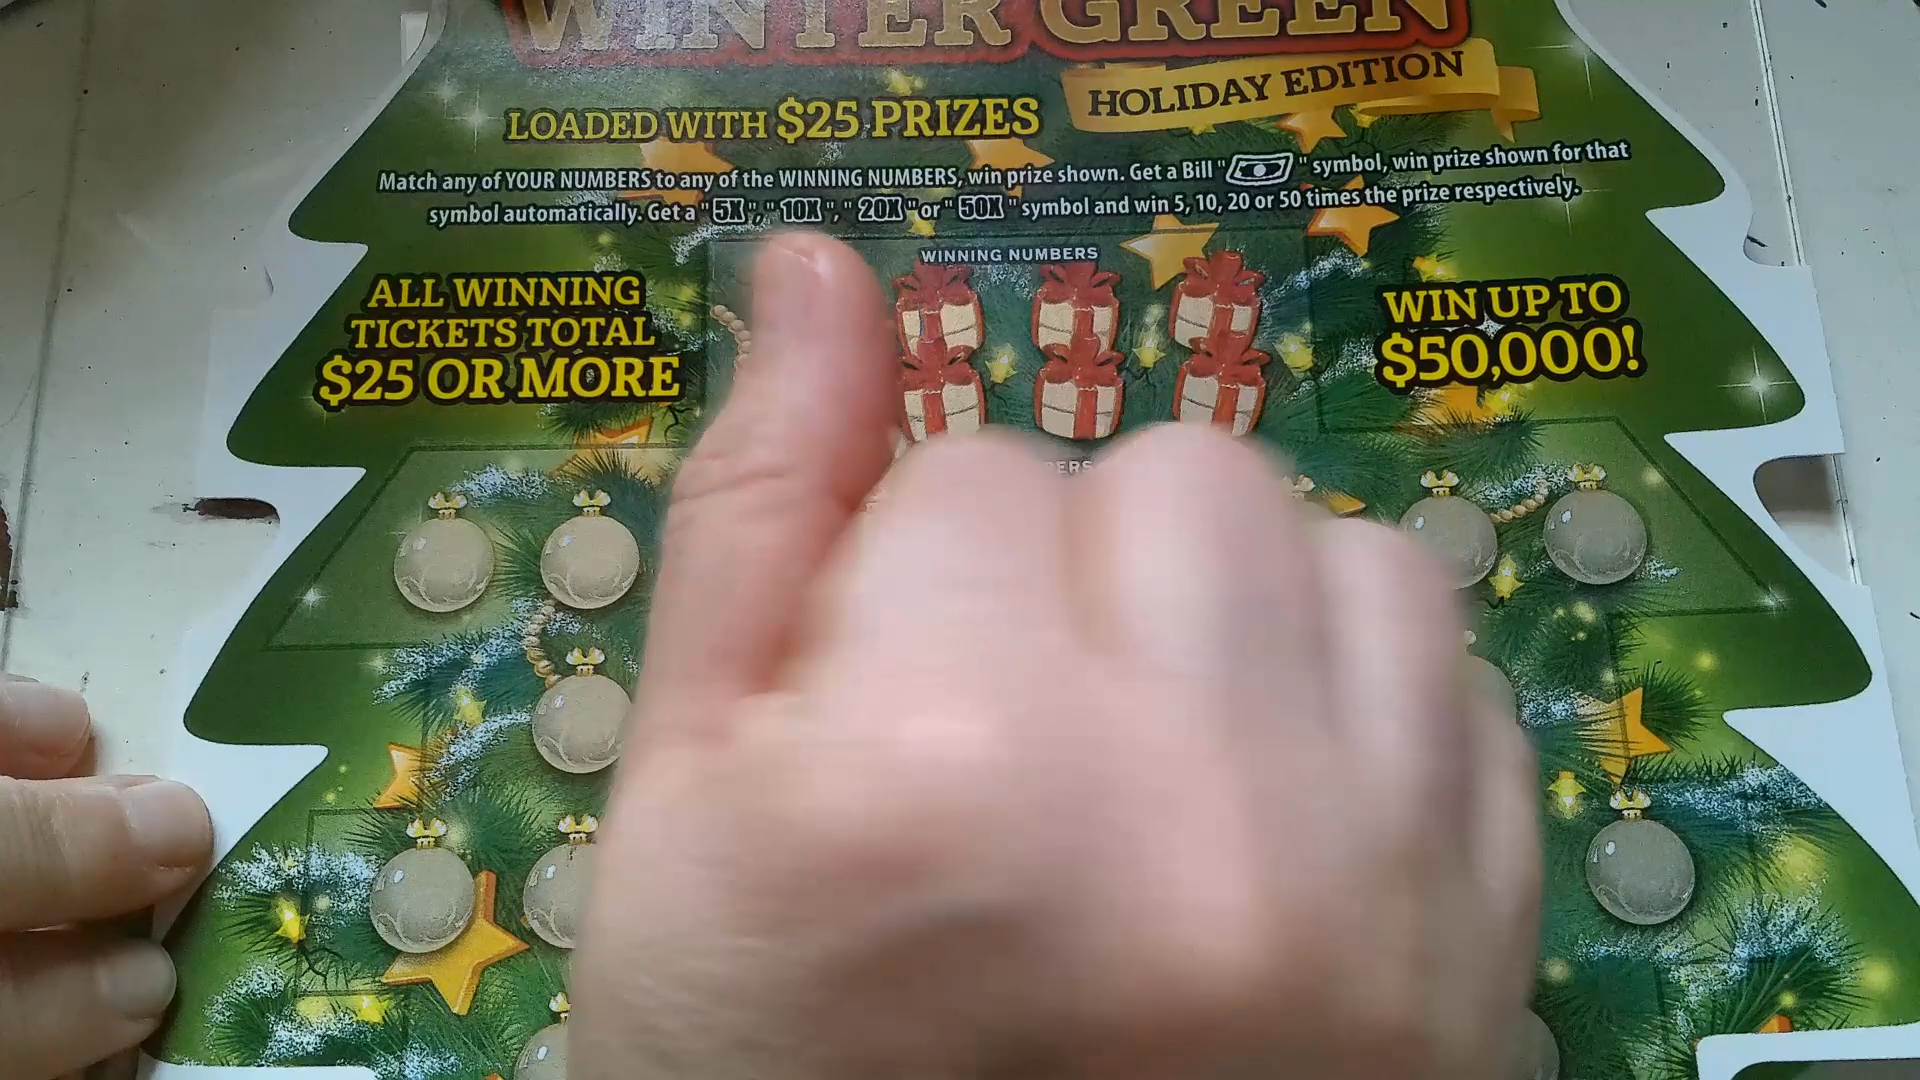 WINTER GREEN
HOLIDAY EDITION
LOADED WITH $25 PRIZES
Match any of YOUR NUMBERS to any of the WINNING NUMBERS, win prize shown. Get a Bill " " symbol, win prize shown for that
symbol automatically. Get a "5X", "10X", "20X" or "50X" symbol and win 5, 10, 20 or 50 times the prize respectively.
WINNING NUMBERS
ALL WINNING
TICKETS TOTAL
$25 OR MORE
WIN UP TO
$50,000!